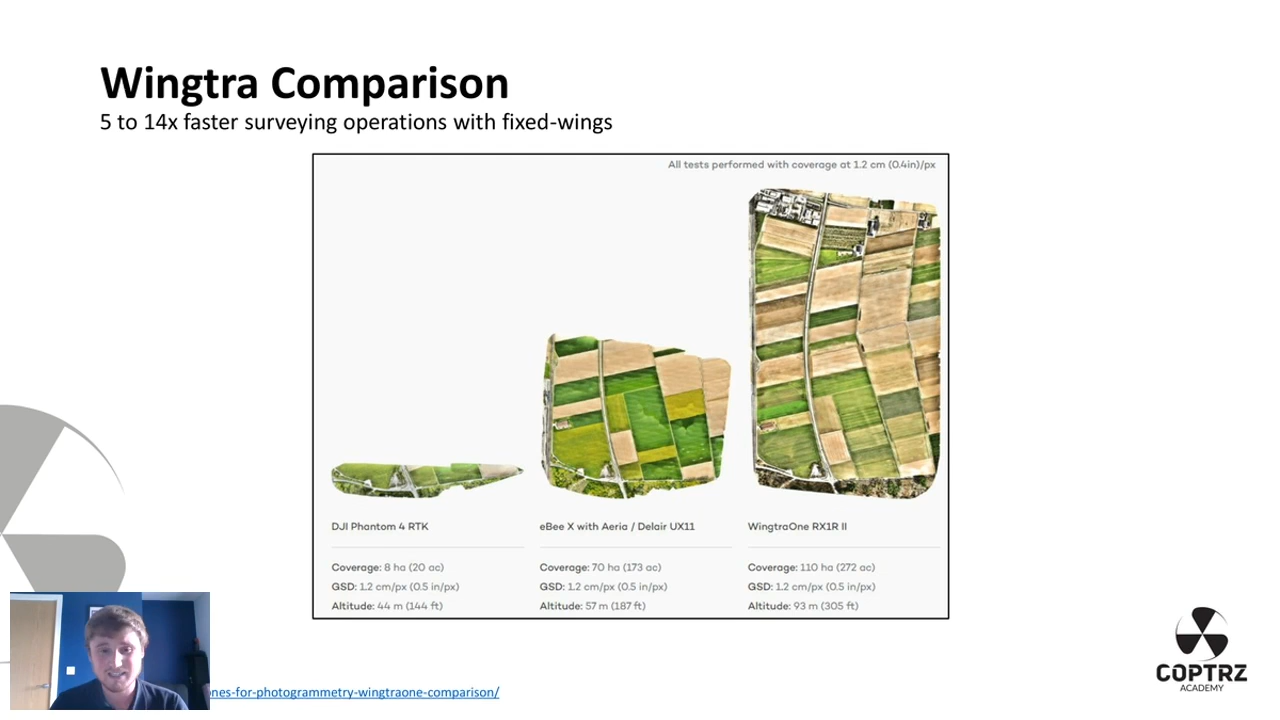 Wingtra Comparison
5 to 14x faster surveying operations with fixed-wings
All tests performed with coverage at 1.2 cm (0.4in)/px
DJI Phantom 4 RTK
Coverage: 8 ha (20 ac)
GSD: 1.2 cm/px (0.5 in/px)
Altitude: 44 m (144 ft)
eBee X with Aeria / Delair UX11
Coverage: 70 ha (173 ac)
GSD: 1.2 cm/px (0.5 in/px)
Altitude: 57 m (187 ft)
WingtraOne RX1R II
Coverage: 110 ha (272 ac)
GSD: 1.2 cm/px (0.5 in/px)
Altitude: 93 m (305 ft)
ones-for-photogrammetry-wingtraone-comparison/
COPTRZ
ACADEMY